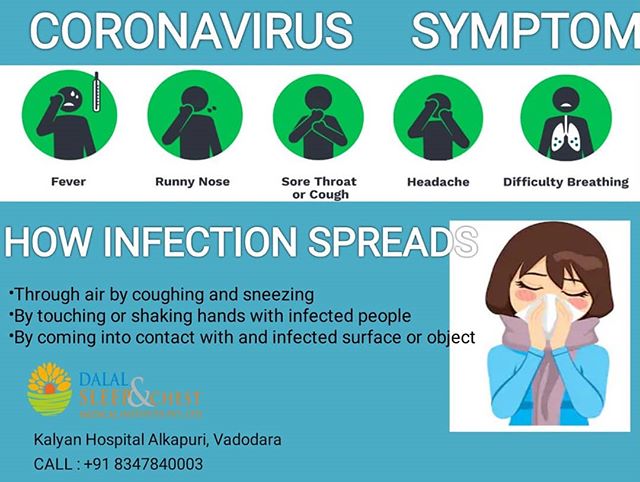 CORONAVIRUS SYMPTOM
Fever
Runny Nose
Sore Throat
or Cough
Headache
Difficulty Breathing
HOW INFECTION SPREADS
•Through air by coughing and sneezing
•By touching or shaking hands with infected people
•By coming into contact with and infected surface or object
DALAL
SLEEP & CHEST
Kalyan Hospital Alkapuri, Vadodara
CALL : +91 8347840003